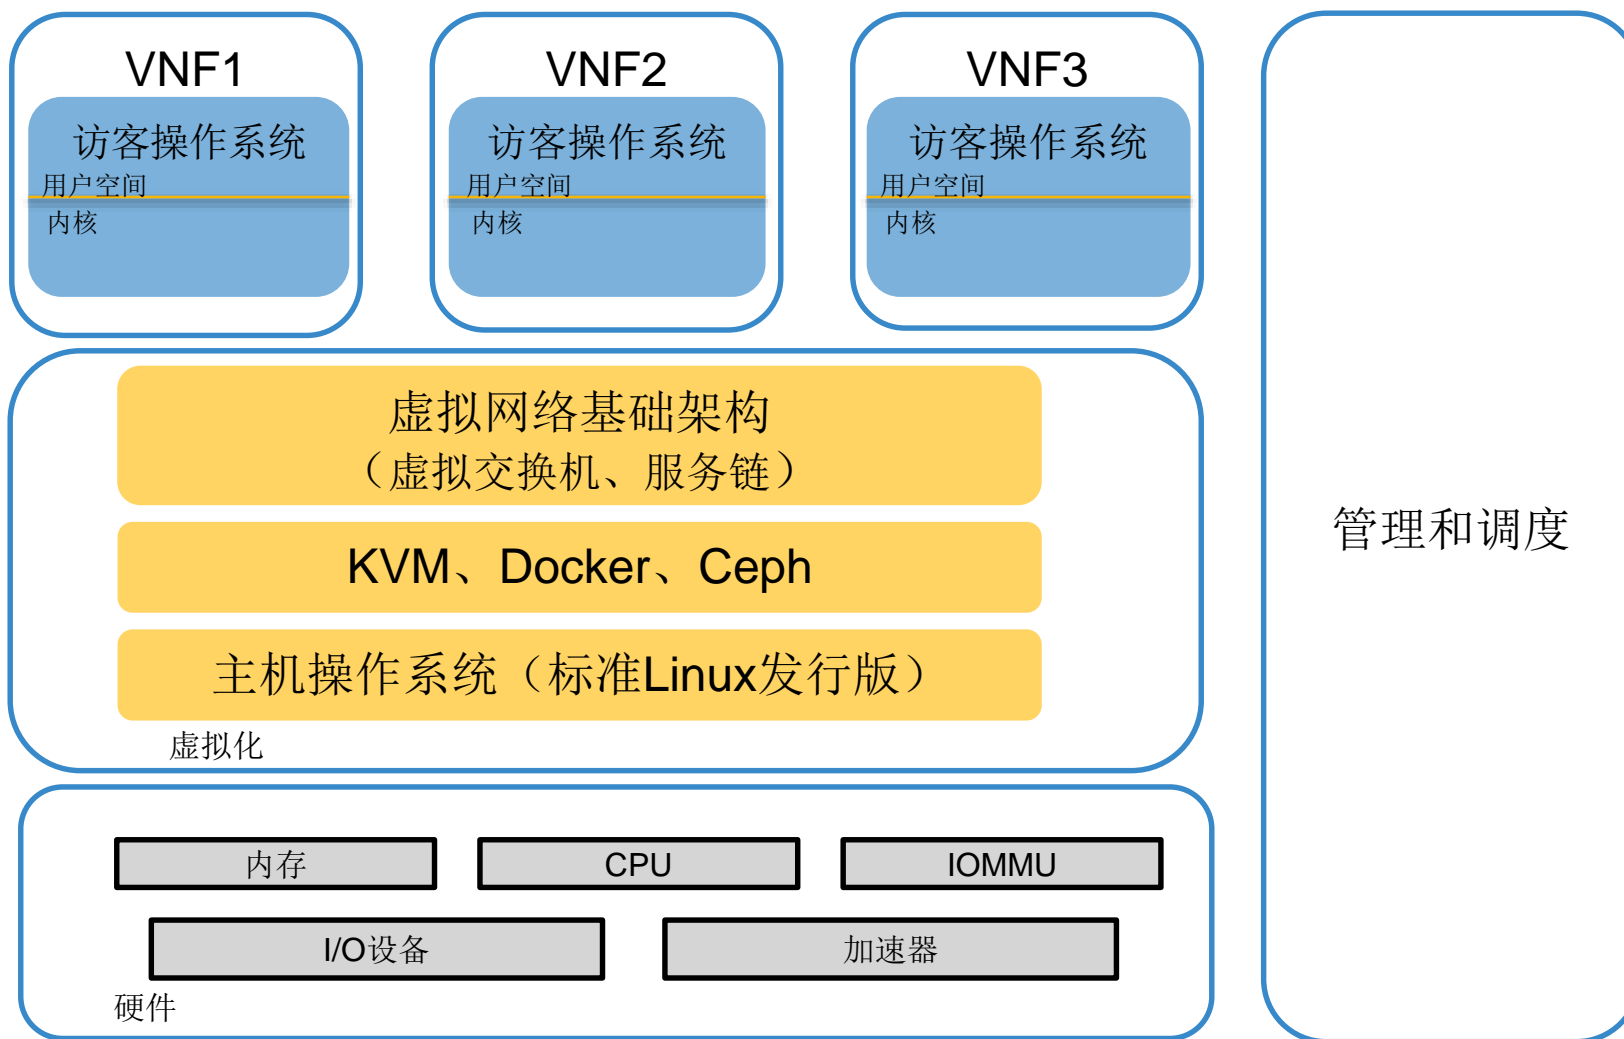 VNF1
访客操作系统
用户空间
内核
VNF2
访客操作系统
用户空间
内核
VNF3
访客操作系统
用户空间
内核
虚拟网络基础架构
（虚拟交换机、服务链）
KVM、Docker、Ceph
主机操作系统（标准Linux发行版）
虚拟化
内存
CPU
IOMMU
I/O设备
加速器
硬件
管理和调度